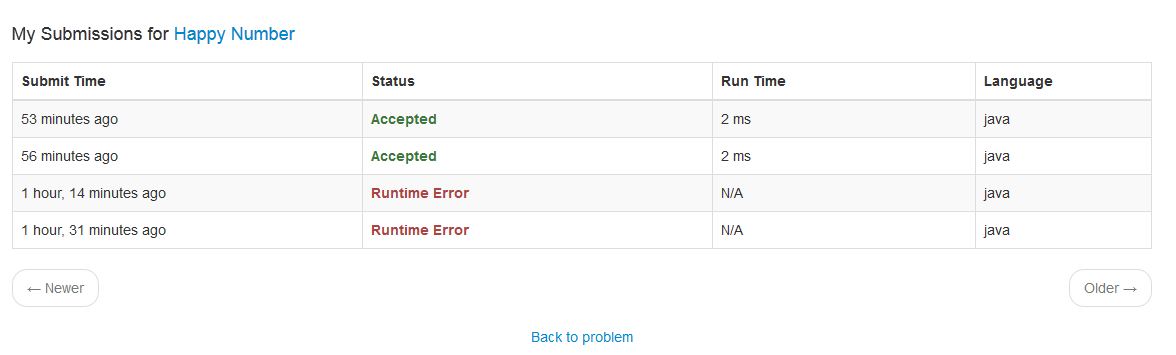 My Submissions for Happy Number
Submit Time Status Run Time Language
53 minutes ago Accepted 2 ms java
56 minutes ago Accepted 2 ms java
1 hour, 14 minutes ago Runtime Error N/A java
1 hour, 31 minutes ago Runtime Error N/A java
← Newer Older →
Back to problem